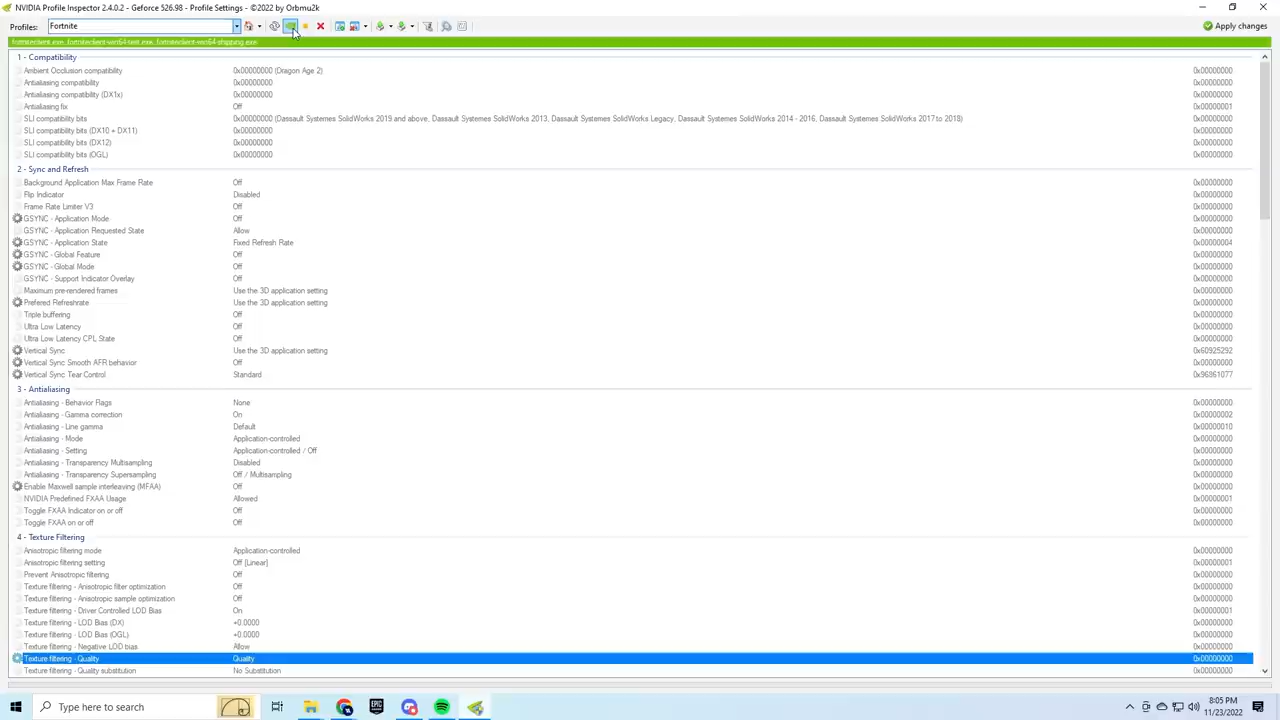 NVIDIA Profile Inspector 2.4.0.2 - Geforce 526.98 - Profile Settings - ©2022 by Orbmu2k
Profiles: Fortnite Apply changes
fortniteclient.exe, fortniteclient-win64-test.exe, fortniteclient-win64-shipping.exe
1 - Compatibility
Ambient Occlusion compatibility 0x00000000 (Dragon Age 2) 0x00000000
Antialiasing compatibility 0x00000000 0x00000000
Antialiasing compatibility (DX1x) 0x00000000 0x00000000
Antialiasing fix Off 0x00000001
SLI compatibility bits 0x00000000 (Dassault Systemes SolidWorks 2019 and above, Dassault Systemes SolidWorks 2013, Dassault Systemes SolidWorks Legacy, Dassault Systemes SolidWorks 2014 - 2016, Dassault Systemes SolidWorks 2017 to 2018) 0x00000000
SLI compatibility bits (DX10 + DX11) 0x00000000 0x00000000
SLI compatibility bits (DX12) 0x00000000 0x00000000
SLI compatibility bits (OGL) 0x00000000 0x00000000
2 - Sync and Refresh
Background Application Max Frame Rate Off 0x00000000
Flip Indicator Disabled 0x00000000
Frame Rate Limiter V3 Off 0x00000000
GSYNC - Application Mode Off 0x00000000
GSYNC - Application Requested State Allow 0x00000000
GSYNC - Application State Fixed Refresh Rate 0x00000004
GSYNC - Global Feature Off 0x00000000
GSYNC - Global Mode Off 0x00000000
GSYNC - Support Indicator Overlay Off 0x00000000
Maximum pre-rendered frames Use the 3D application setting 0x00000000
Prefered Refreshrate Use the 3D application setting 0x00000000
Triple buffering Off 0x00000000
Ultra Low Latency Off 0x00000000
Ultra Low Latency CPL State Off 0x00000000
Vertical Sync Use the 3D application setting 0x60925292
Vertical Sync Smooth AFR behavior Off 0x00000000
Vertical Sync Tear Control Standard 0x96861077
3 - Antialiasing
Antialiasing - Behavior Flags None 0x00000000
Antialiasing - Gamma correction On 0x00000002
Antialiasing - Line gamma Default 0x00000010
Antialiasing - Mode Application-controlled 0x00000000
Antialiasing - Setting Application-controlled / Off 0x00000000
Antialiasing - Transparency Multisampling Disabled 0x00000000
Antialiasing - Transparency Supersampling Off / Multisampling 0x00000000
Enable Maxwell sample interleaving (MFAA) Off 0x00000000
NVIDIA Predefined FXAA Usage Allowed 0x00000001
Toggle FXAA Indicator on or off Off 0x00000000
Toggle FXAA on or off Off 0x00000000
4 - Texture Filtering
Anisotropic filtering mode Application-controlled 0x00000000
Anisotropic filtering setting Off [Linear] 0x00000001
Prevent Anisotropic filtering Off 0x00000000
Texture filtering - Anisotropic filter optimization Off 0x00000000
Texture filtering - Anisotropic sample optimization Off 0x00000000
Texture filtering - Driver Controlled LOD Bias On 0x00000001
Texture filtering - LOD Bias (DX) +0.0000 0x00000000
Texture filtering - LOD Bias (OGL) +0.0000 0x00000000
Texture filtering - Negative LOD bias Allow 0x00000000
Texture filtering - Quality Quality 0x00000000
Texture filtering - Quality substitution No Substitution 0x00000000
Type here to search
EPIC
8:05 PM
11/23/2022